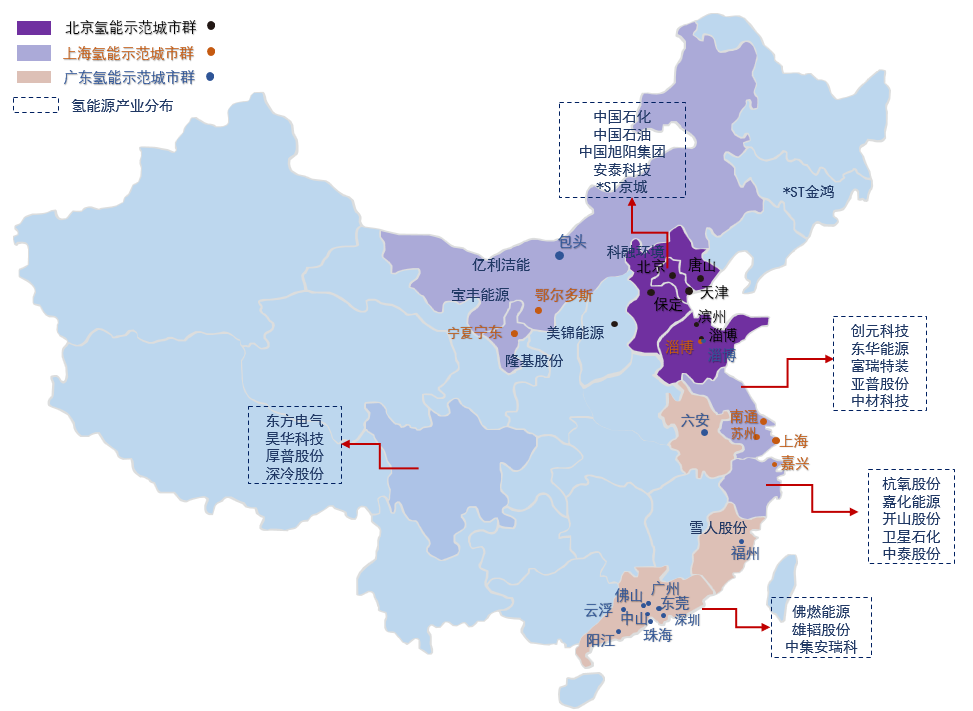 北京氢能示范城市群
上海氢能示范城市群
广东氢能示范城市群
氢能源产业分布
中国石化
中国石油
中国旭阳集团
安泰科技
*ST京城
*ST金鸿
包头
科融环境
亿利洁能
北京
唐山
宝丰能源
鄂尔多斯
保定
天津
宁夏宁东
美锦能源
滨州
淄博
淄博
淄博
隆基股份
创元科技
东华能源
富瑞特装
亚普股份
中材科技
东方电气
昊华科技
厚普股份
深冷股份
六安
南通
苏州
上海
嘉兴
杭氧股份
嘉化能源
开山股份
卫星石化
中泰股份
雪人股份
福州
广州
佛山
东莞
云浮
中山
深圳
珠海
阳江
佛燃能源
雄韬股份
中集安瑞科